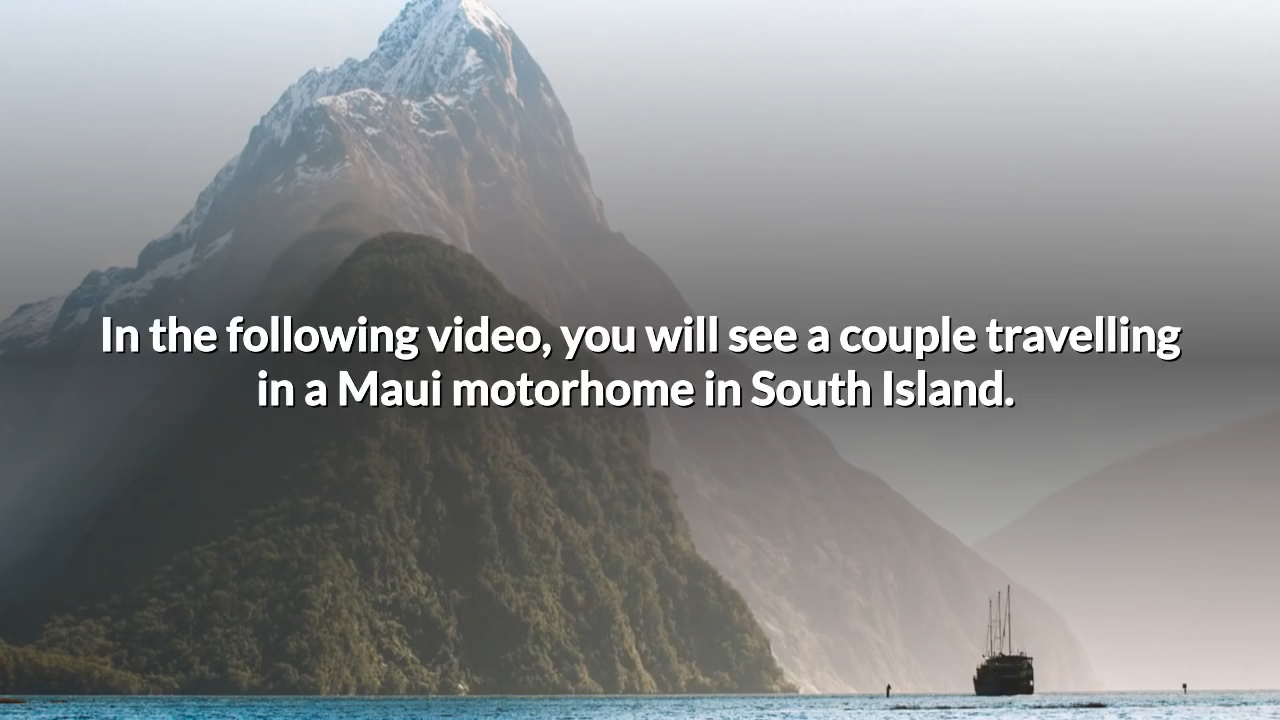 In the following video, you will see a couple travelling
in a Maui motorhome in South Island.